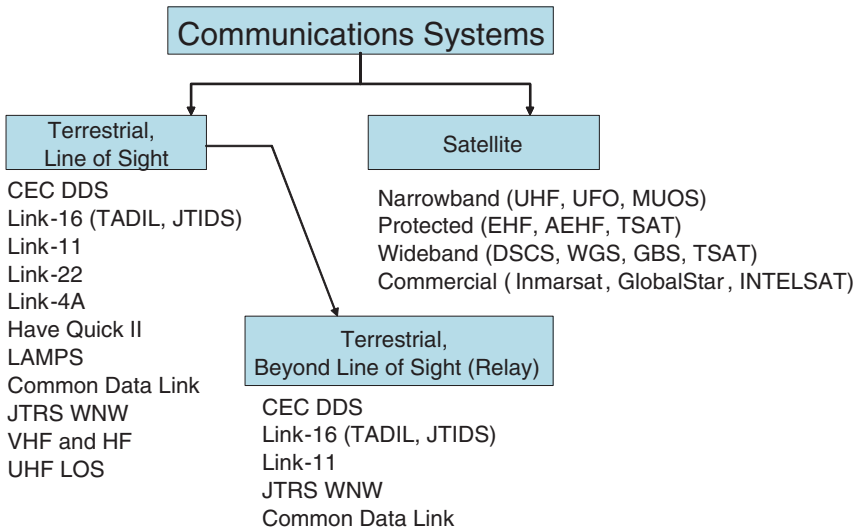 Communications Systems
Terrestrial,
Line of Sight
CEC DDS
Link-16 (TADIL, JTIDS)
Link-11
Link-22
Link-4A
Have Quick II
LAMPS
Common Data Link
JTRS WNW
VHF and HF
UHF LOS
Satellite
Narrowband (UHF, UFO, MUOS)
Protected (EHF, AEHF, TSAT)
Wideband (DSCS, WGS, GBS, TSAT)
Commercial (Inmarsat, GlobalStar, INTELSAT)
Terrestrial,
Beyond Line of Sight (Relay)
CEC DDS
Link-16 (TADIL, JTIDS)
Link-11
JTRS WNW
Common Data Link